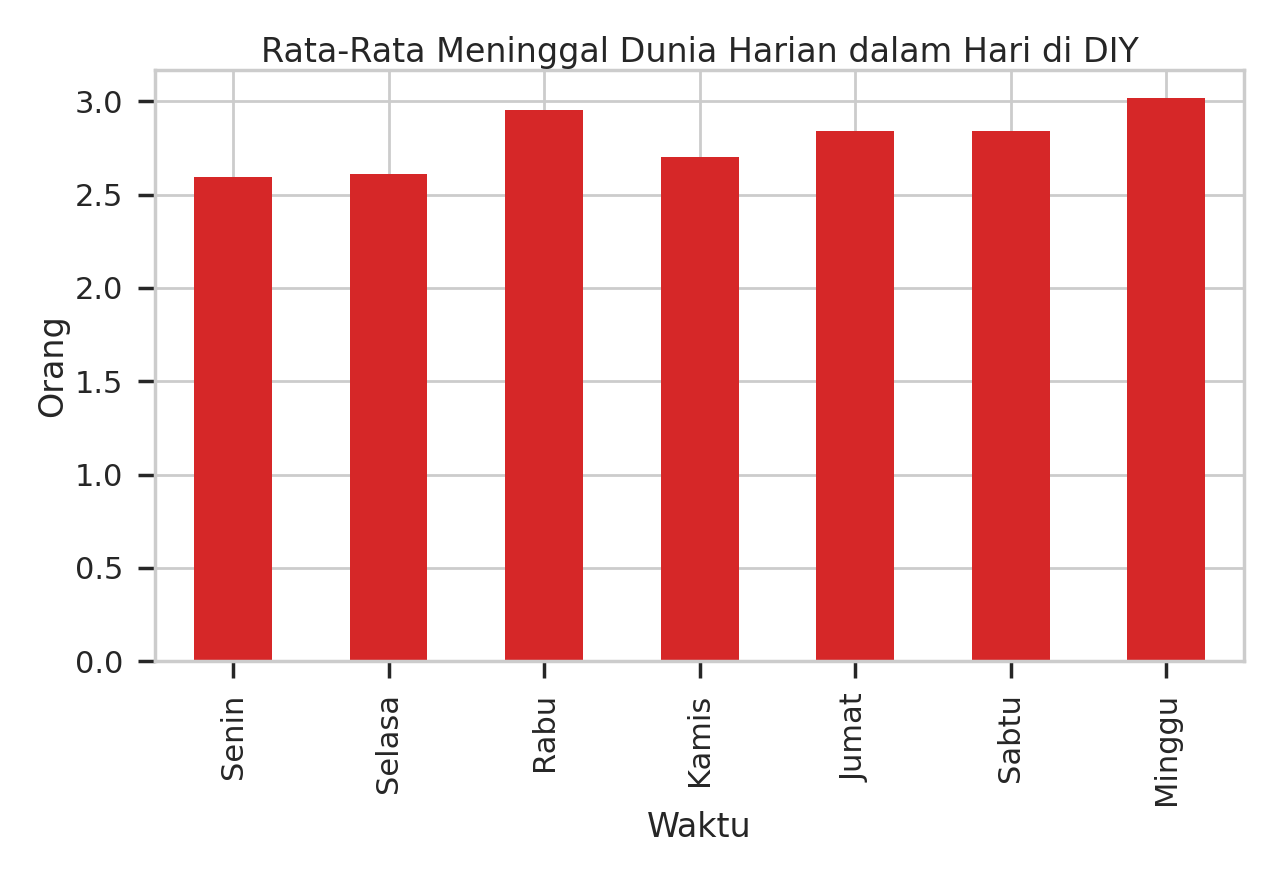 Rata-Rata Meninggal Dunia Harian dalam Hari di DIY
3.0
2.5
2.0
1.5
1.0
0.5
0.0
Orang
Senin
Selasa
Rabu
Kamis
Jumat
Sabtu
Minggu
Waktu